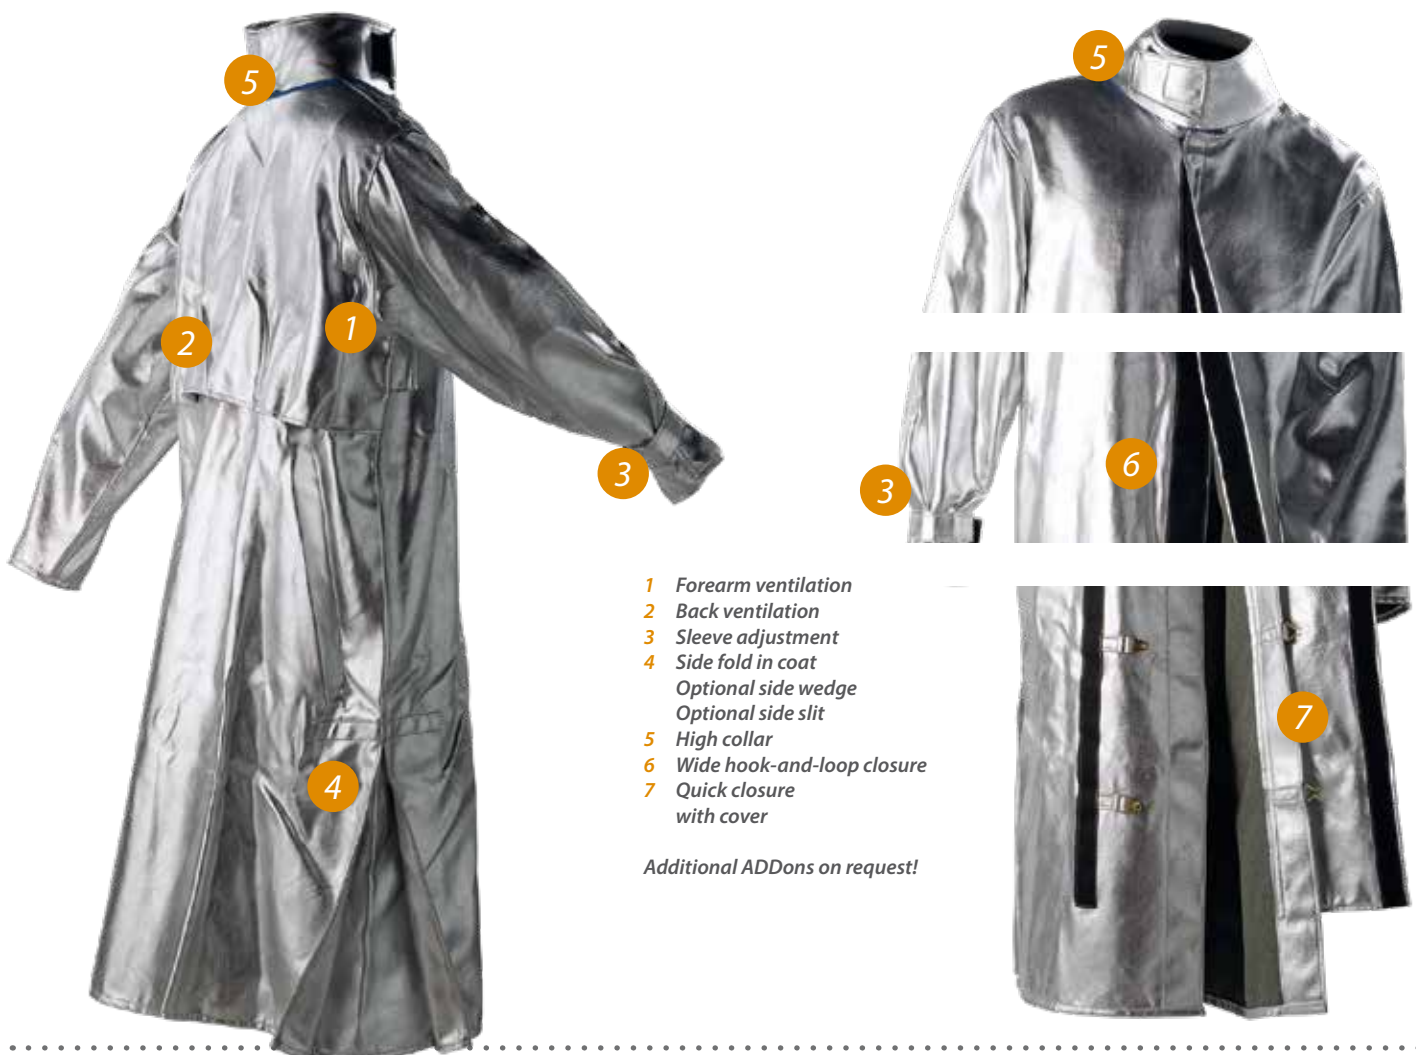 5
5
1
2
6
3
3
1 Forearm ventilation
2 Back ventilation
3 Sleeve adjustment
4 Side fold in coat
Optional side wedge
Optional side slit
5 High collar
6 Wide hook-and-loop closure
7 Quick closure
with cover
Additional ADDons on request!
7
4